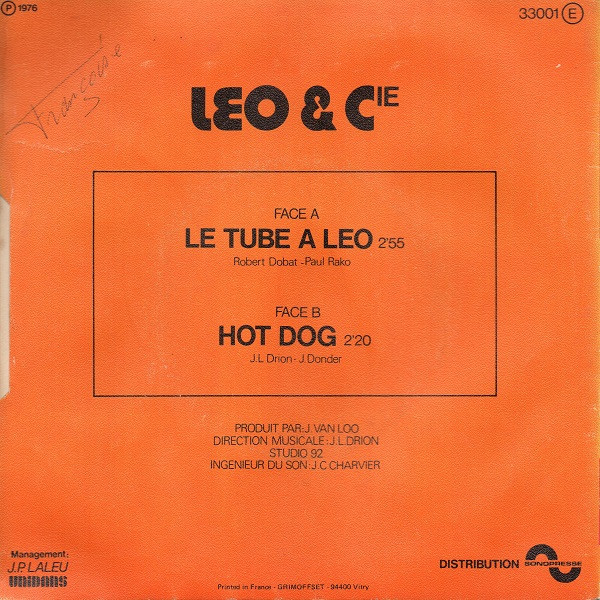 ℗ 1976
33001 Ⓔ
Françoise
LEO & CIE
FACE A
LE TUBE A LEO 2'55
Robert Dobat - Paul Rako
FACE B
HOT DOG 2'20
J.L Drion - J. Donder
PRODUIT PAR: J. VAN LOO
DIRECTION MUSICALE: J.L.DRION
STUDIO 92
INGENIEUR DU SON: J.C CHARVIER
Management:
J.P. LALEU
UNIDANS
DISTRIBUTION SONOPRESSE
Printed in France - GRIMOFFSET - 94400 Vitry